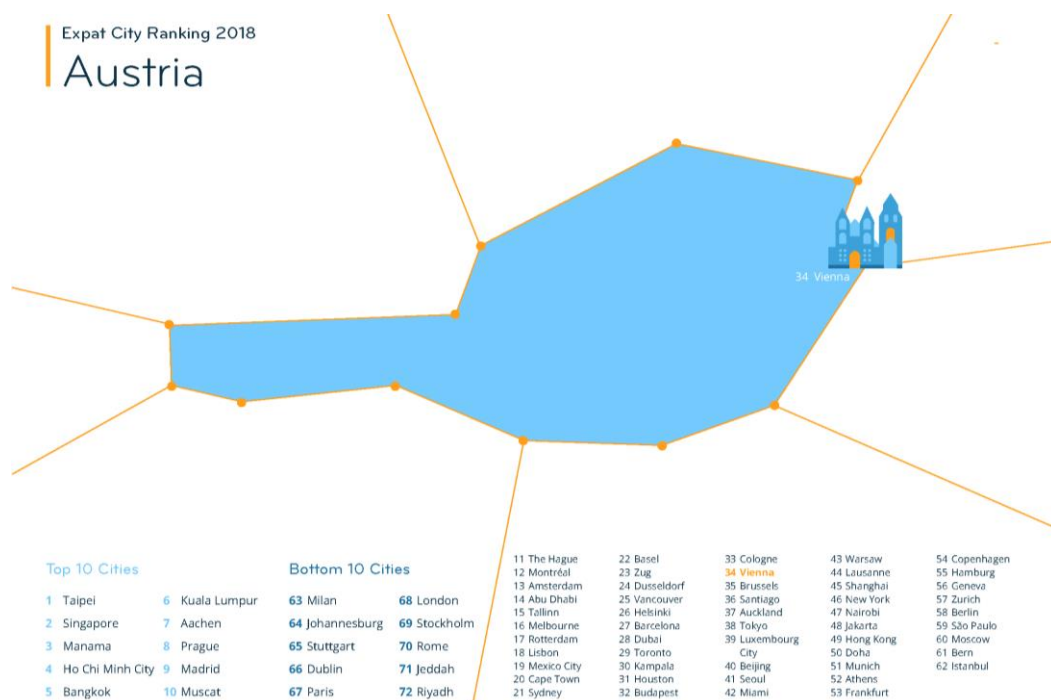 Expat City Ranking 2018
Austria
34 Vienna
Top 10 Cities
1 Taipei
2 Singapore
3 Manama
4 Ho Chi Minh City
5 Bangkok
6 Kuala Lumpur
7 Aachen
8 Prague
9 Madrid
10 Muscat
Bottom 10 Cities
63 Milan
64 Johannesburg
65 Stuttgart
66 Dublin
67 Paris
68 London
69 Stockholm
70 Rome
71 Jeddah
72 Riyadh
11 The Hague
12 Montréal
13 Amsterdam
14 Abu Dhabi
15 Tallinn
16 Melbourne
17 Rotterdam
18 Lisbon
19 Mexico City
20 Cape Town
21 Sydney
22 Basel
23 Zug
24 Dusseldorf
25 Vancouver
26 Helsinki
27 Barcelona
28 Dubai
29 Toronto
30 Kampala
31 Houston
32 Budapest
33 Cologne
34 Vienna
35 Brussels
36 Santiago
37 Auckland
38 Tokyo
39 Luxembourg
City
40 Beijing
41 Seoul
42 Miami
43 Warsaw
44 Lausanne
45 Shanghai
46 New York
47 Nairobi
48 Jakarta
49 Hong Kong
50 Doha
51 Munich
52 Athens
53 Frankfurt
54 Copenhagen
55 Hamburg
56 Geneva
57 Zurich
58 Berlin
59 São Paulo
60 Moscow
61 Bern
62 Istanbul